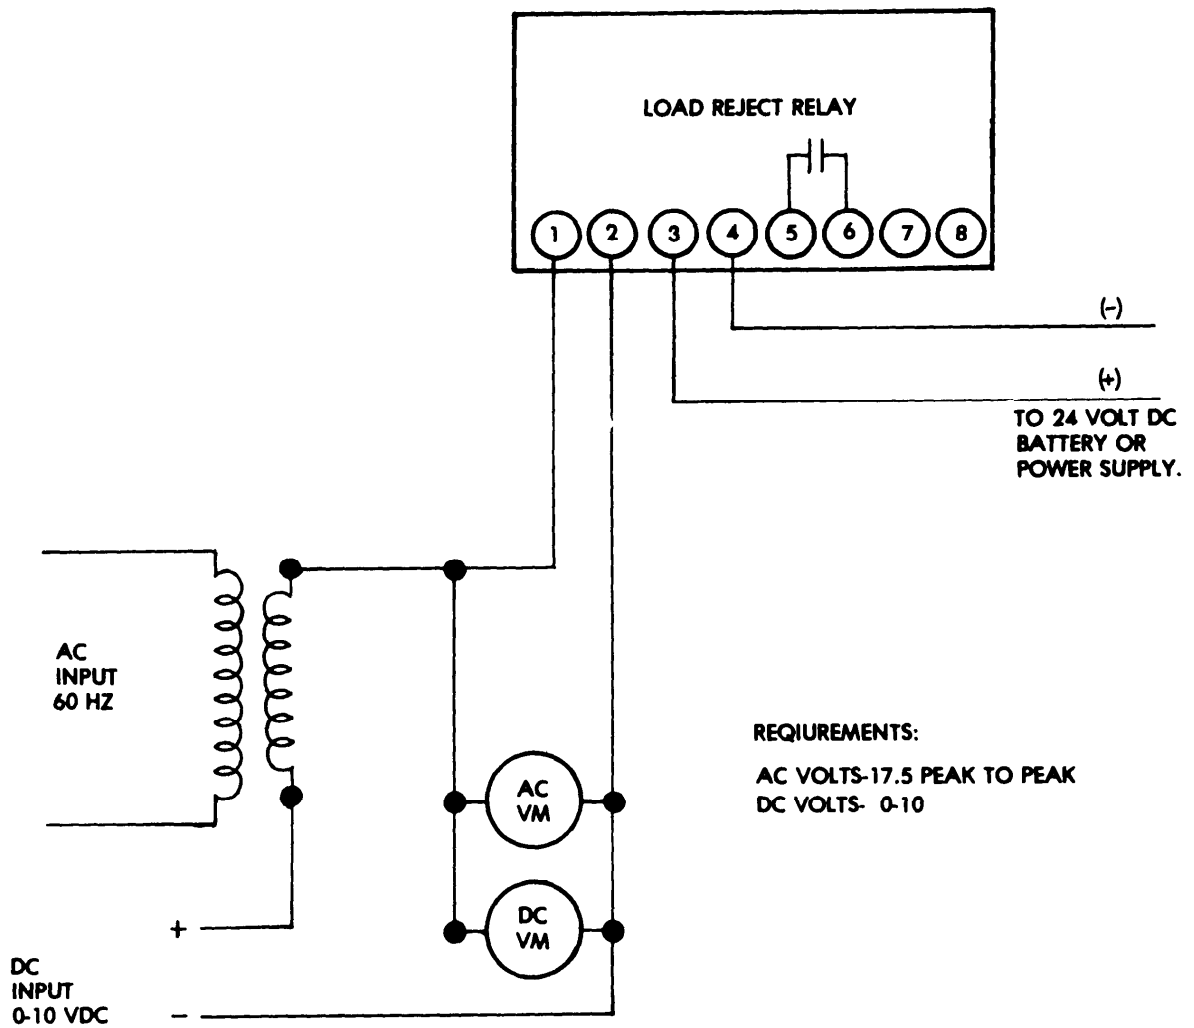 LOAD REJECT RELAY
1 2 3 4 5 6 7 8
(-)
(+)
TO 24 VOLT DC
BATTERY OR
POWER SUPPLY.
AC
INPUT
60 HZ
REQIUREMENTS:
AC VOLTS-17.5 PEAK TO PEAK
DC VOLTS- 0-10
AC
VM
DC
VM
+
DC
INPUT
0-10 VDC -